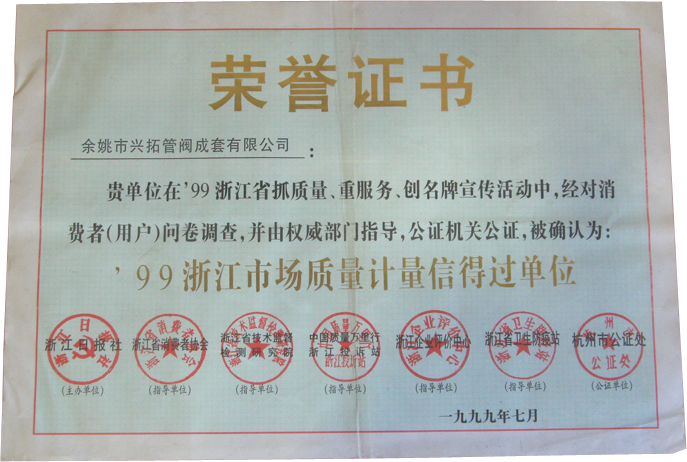 荣誉证书
余姚市兴拓管阀成套有限公司：
贵单位在'99浙江省抓质量、重服务、创名牌宣传活动中，经对消
费者(用户)问卷调查，并由权威部门指导，公证机关公证，被确认为：
'99浙江市场质量计量信得过单位
浙江日报社
(主办单位)
浙江省消费者协会
(指导单位)
浙江省技术监督
检测研究院
(指导单位)
中国质量万里行
浙江投诉站
(指导单位)
浙江企业评价中心
(指导单位)
浙江省卫生防疫站
(指导单位)
杭州市公证处
(公证单位)
一九九九年七月